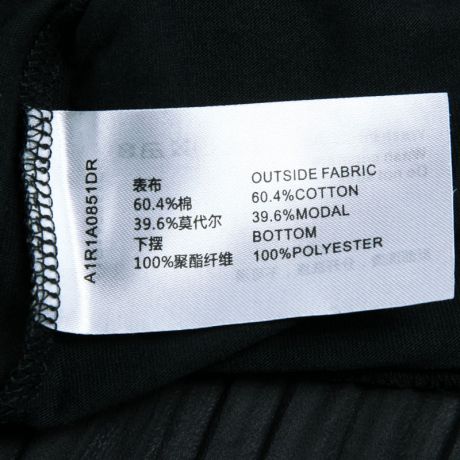 A1R1A0851DR
表布
60.4%棉
39.6%莫代尔
下摆
100%聚酯纤维
OUTSIDE FABRIC
60.4%COTTON
39.6%MODAL
BOTTOM
100%POLYESTER